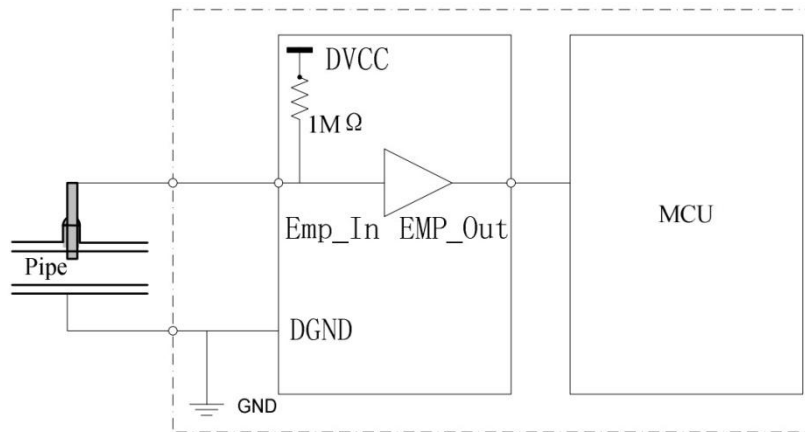 DVCC
1MΩ
Emp_In EMP_Out
MCU
Pipe
DGND
GND